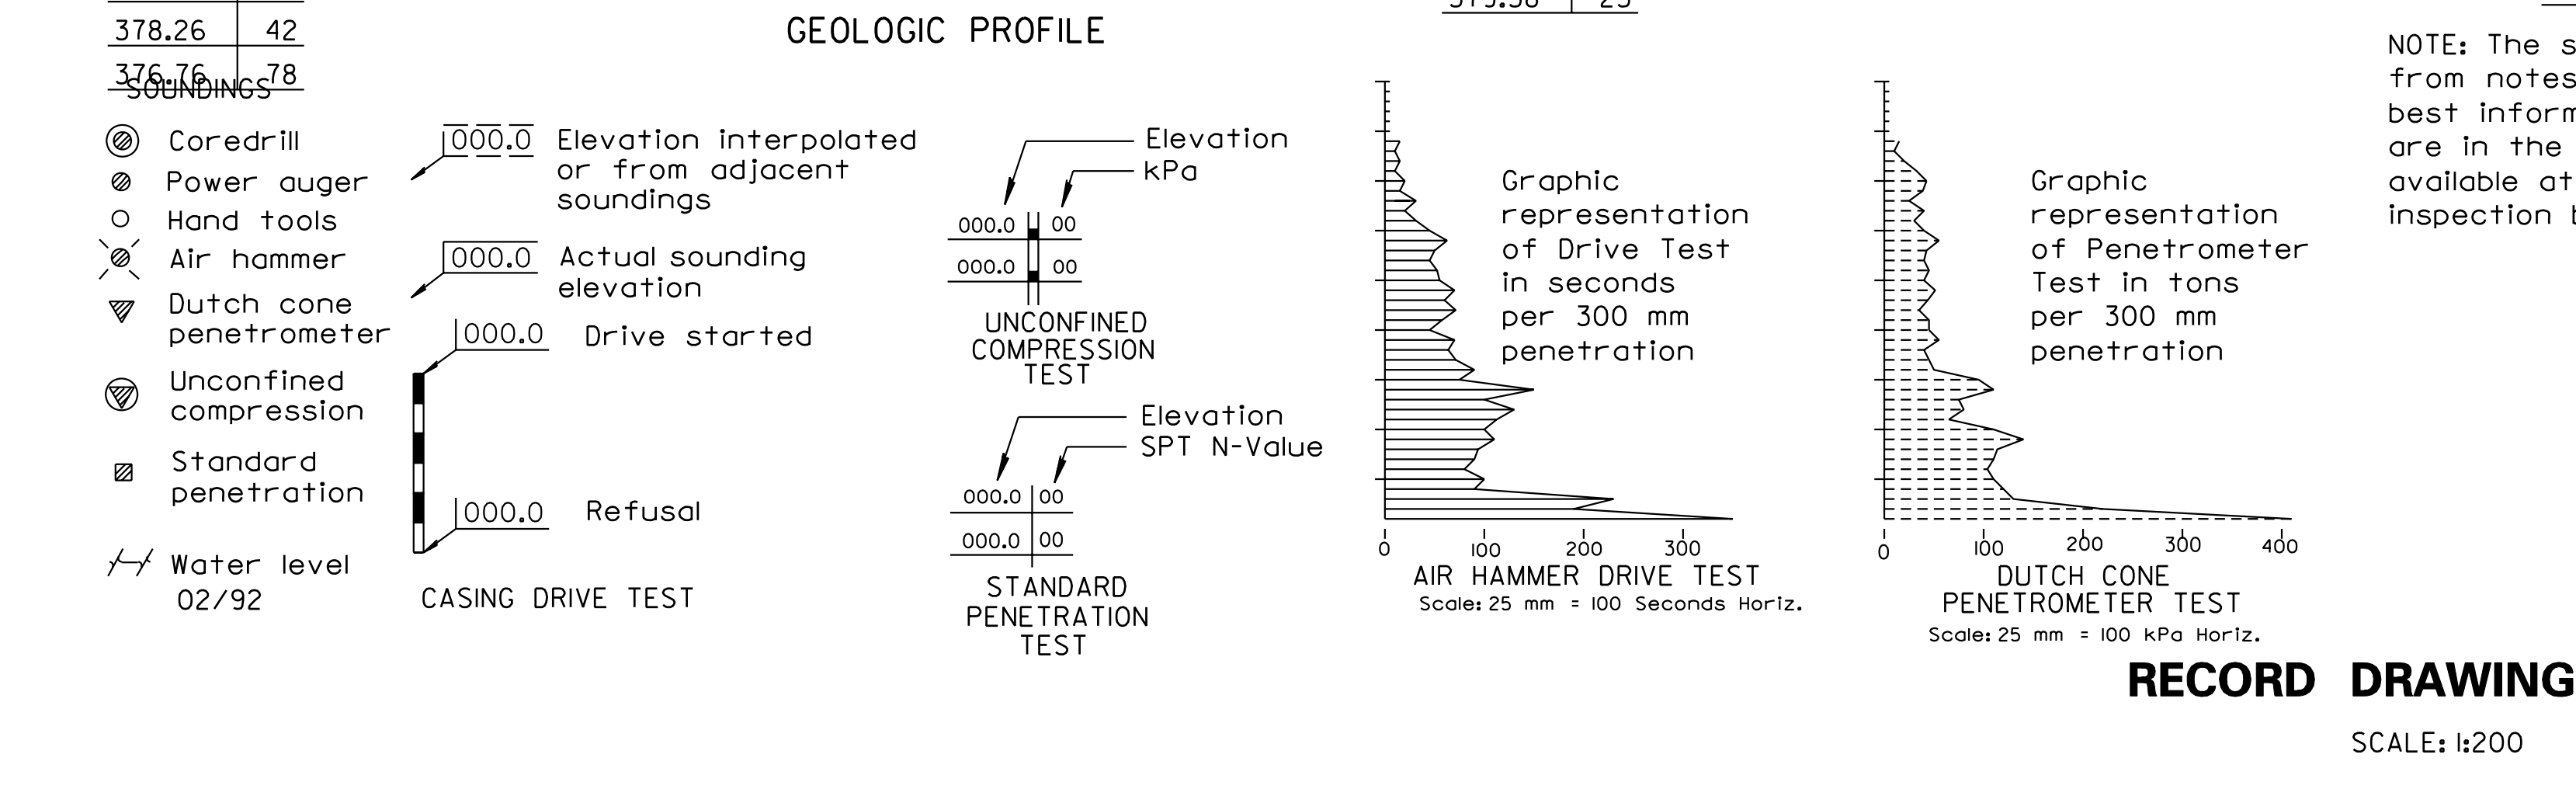 378.26 42
376.76 78
GEOLOGIC PROFILE
SOUNDINGS
Coredrill
Power auger
Hand tools
Air hammer
Dutch cone
penetrometer
Unconfined
compression
Standard
penetration
Water level
02/92
000.0 Elevation interpolated
or from adjacent
soundings
000.0 Actual sounding
elevation
000.0 Drive started
000.0 Refusal
CASING DRIVE TEST
Elevation
kPa
000.0 00
000.0 00
UNCONFINED
COMPRESSION
TEST
Elevation
SPT N-Value
000.0 00
000.0 00
STANDARD
PENETRATION
TEST
Graphic
representation
of Drive Test
in seconds
per 300 mm
penetration
0 100 200 300
AIR HAMMER DRIVE TEST
Scale: 25 mm = 100 Seconds Horiz.
Graphic
representation
of Penetrometer
Test in tons
per 300 mm
penetration
0 100 200 300 400
DUTCH CONE
PENETROMETER TEST
Scale: 25 mm = 100 kPa Horiz.
NOTE: The
from notes
best
are in the
available at
inspection
RECORD DRAWING
SCALE: 1:200